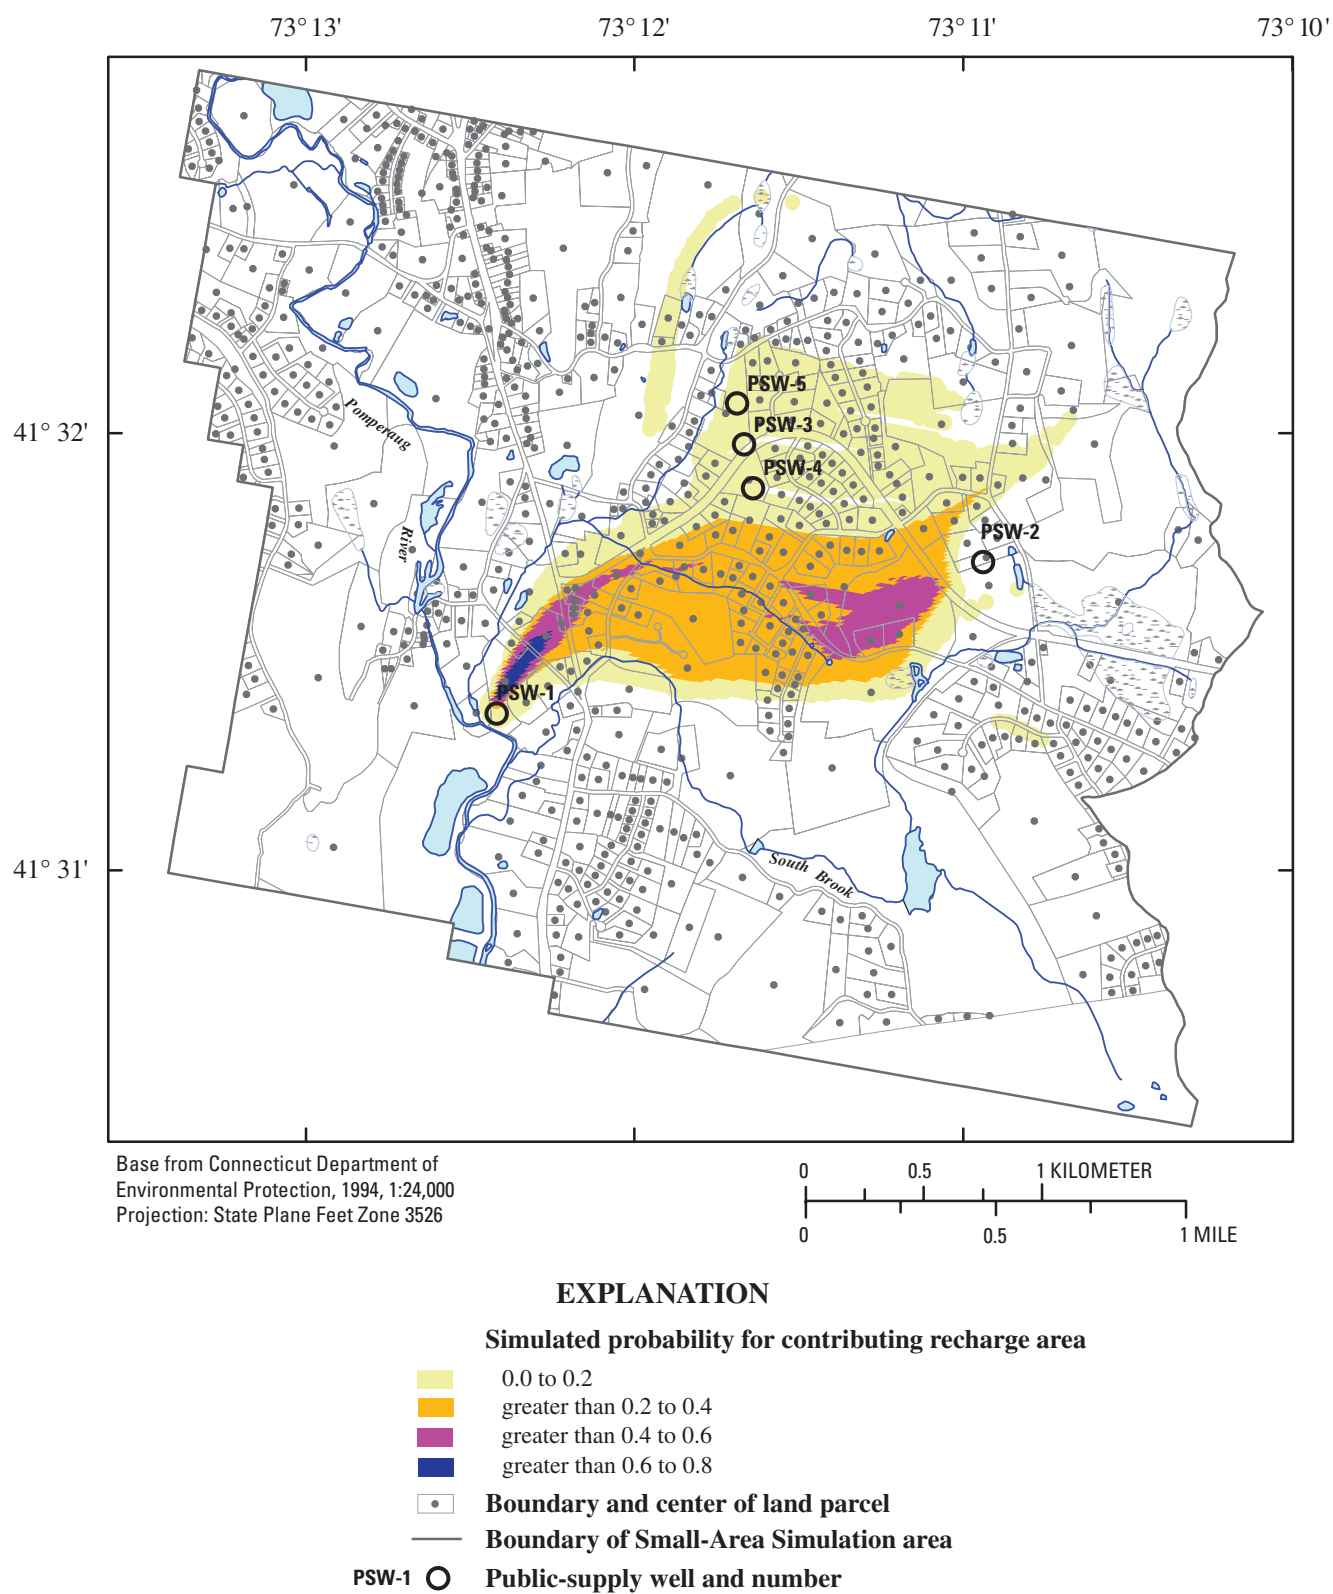 73° 13'
73° 12'
73° 11'
73° 10'
PSW-5
PSW-3
41° 32'
Pomperaug
PSW-4
River
PSW-2
PSW-1
41° 31'
South Brook
Base from Connecticut Department of
Environmental Protection, 1994, 1:24,000
Projection: State Plane Feet Zone 3526
0 0.5 1 KILOMETER
0 0.5 1 MILE
EXPLANATION
Simulated probability for contributing recharge area
0.0 to 0.2
greater than 0.2 to 0.4
greater than 0.4 to 0.6
greater than 0.6 to 0.8
Boundary and center of land parcel
Boundary of Small-Area Simulation area
PSW-1 Public-supply well and number